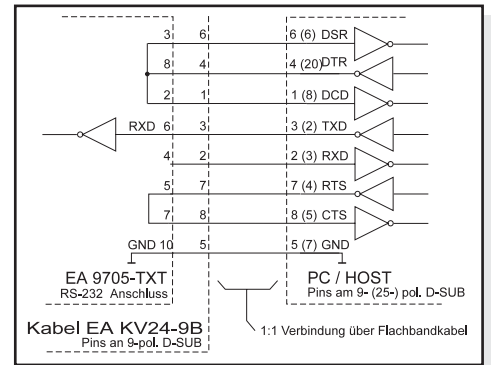 3 6 6 (6) DSR
8 4 4 (20) DTR
2 1 1 (8) DCD
RXD 6 3 3 (2) TXD
4 2 2 (3) RXD
5 7 7 (4) RTS
7 8 8 (5) CTS
GND 10 5 5 (7) GND
EA 9705-TXT
RS-232 Anschluss
PC / HOST
Pins am 9- (25-) pol. D-SUB
Kabel EA KV24-9B
Pins an 9-pol. D-SUB
1:1 Verbindung über Flachbandkabel